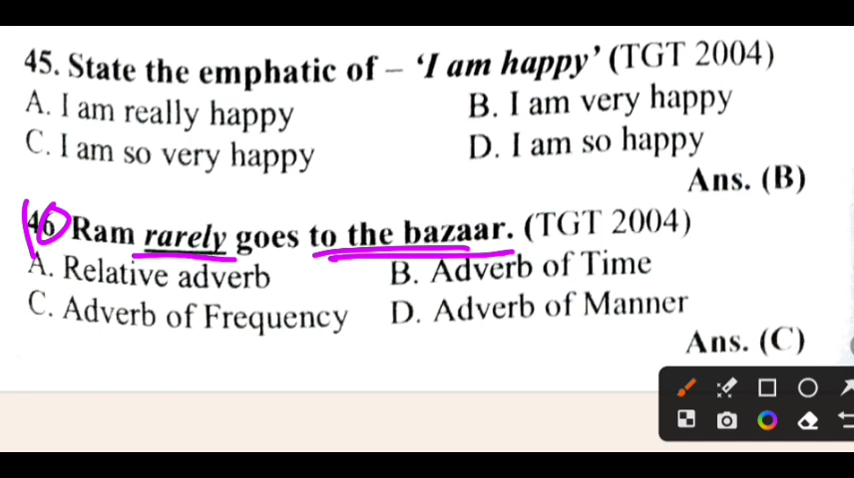 45. State the emphatic of – ‘I am happy’ (TGT 2004)
A. I am really happy B. I am very happy
C. I am so very happy D. I am so happy
Ans. (B)
46 Ram rarely goes to the bazaar. (TGT 2004)
A. Relative adverb B. Adverb of Time
C. Adverb of Frequency D. Adverb of Manner
Ans. (C)